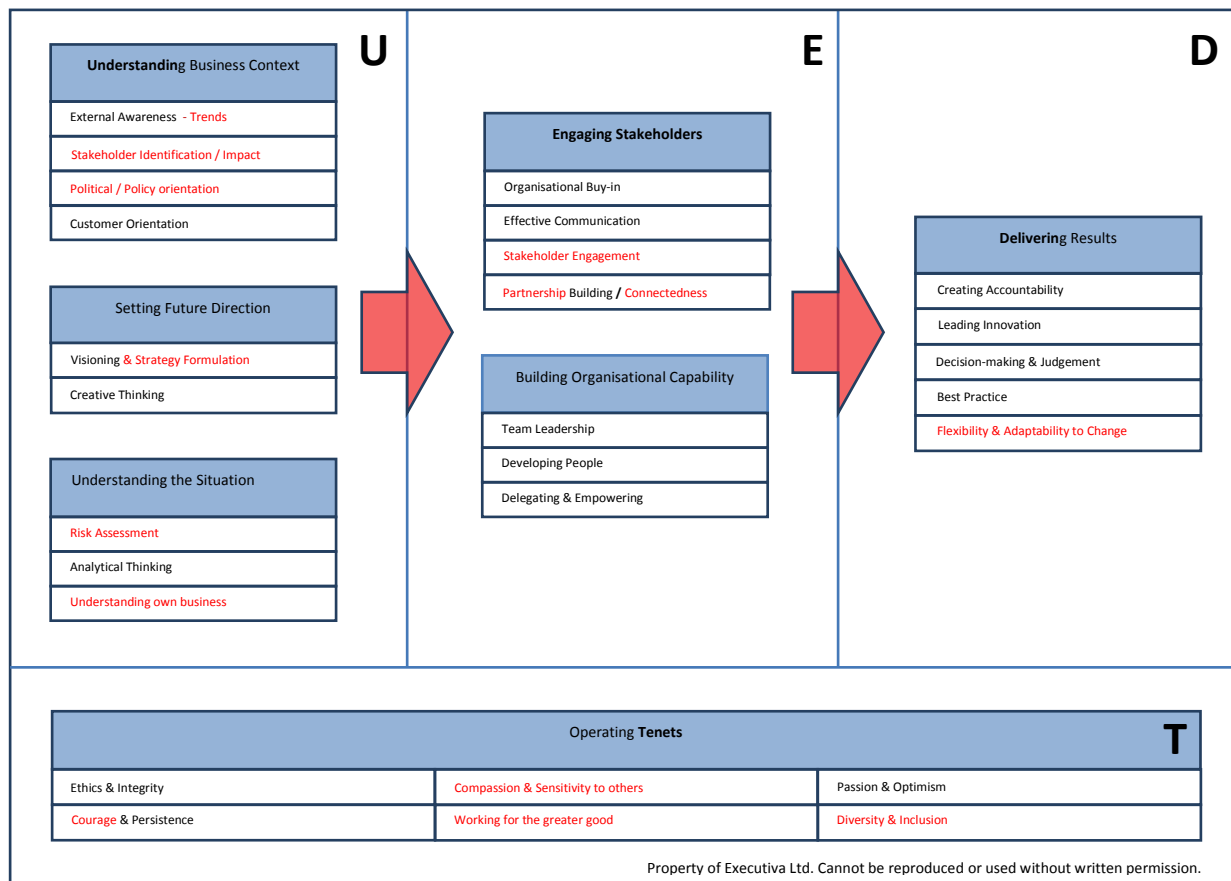 U
Understanding Business Context
External Awareness - Trends
Stakeholder Identification / Impact
Political / Policy orientation
Customer Orientation
Setting Future Direction
Visioning & Strategy Formulation
Creative Thinking
Understanding the Situation
Risk Assessment
Analytical Thinking
Understanding own business
E
Engaging Stakeholders
Organisational Buy-in
Effective Communication
Stakeholder Engagement
Partnership Building / Connectedness
Building Organisational Capability
Team Leadership
Developing People
Delegating & Empowering
D
Delivering Results
Creating Accountability
Leading Innovation
Decision-making & Judgement
Best Practice
Flexibility & Adaptability to Change
Operating Tenets
T
Ethics & Integrity
Compassion & Sensitivity to others
Passion & Optimism
Courage & Persistence
Working for the greater good
Diversity & Inclusion
Property of Executiva Ltd. Cannot be reproduced or used without written permission.